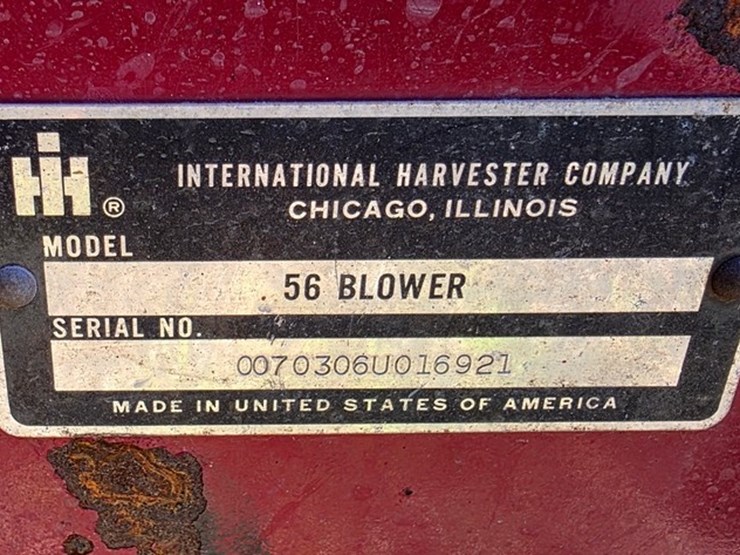 IH®
INTERNATIONAL HARVESTER COMPANY
CHICAGO, ILLINOIS
MODEL
56 BLOWER
SERIAL NO.
0070306U016921
MADE IN UNITED STATES OF AMERICA